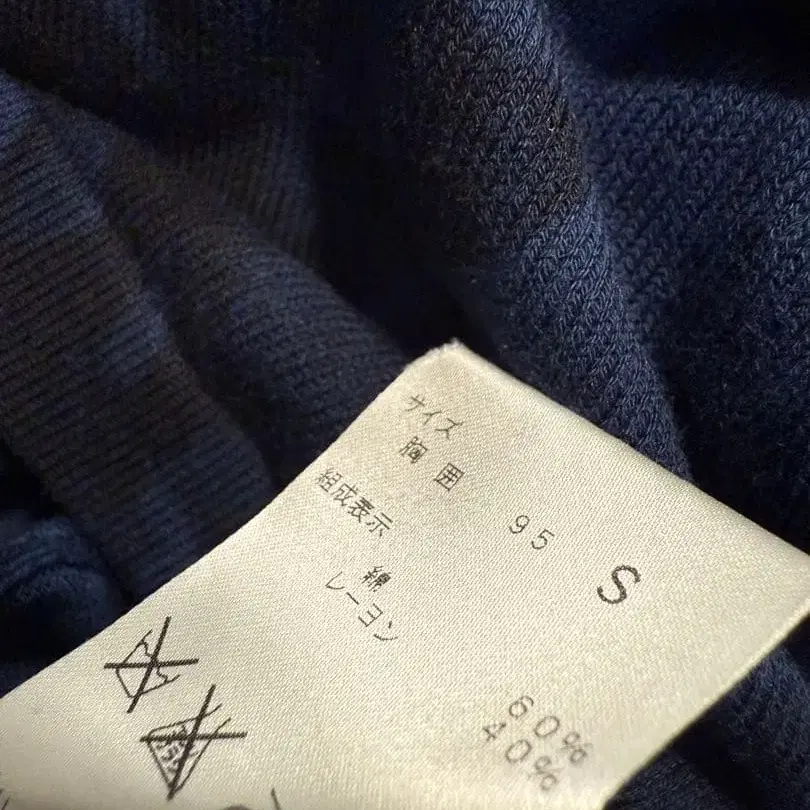 サイズ S
胸囲 95
組成表示
綿 60%
レーヨン 40%